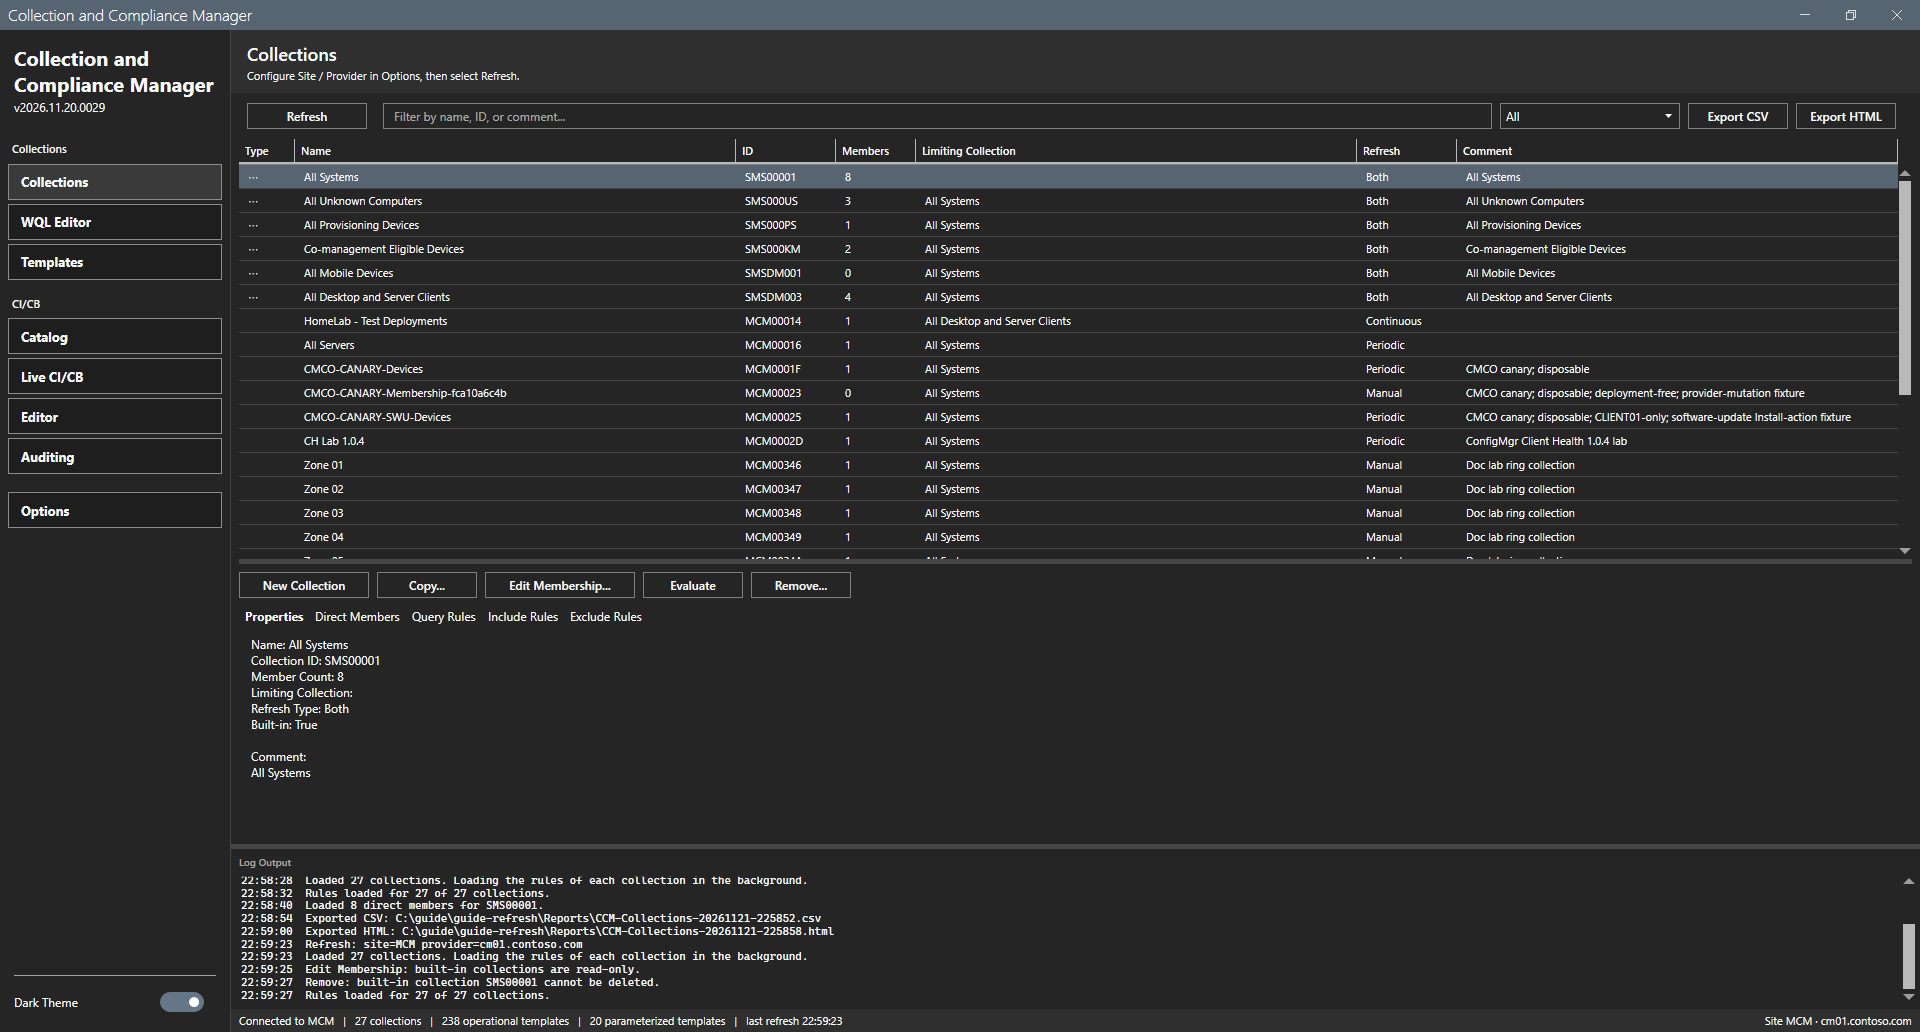 Collection and Compliance Manager
Collection and
Compliance Manager
v2026.11.20.0029
Collections
Collections
WQL Editor
Templates
CI/CB
Catalog
Live CI/CB
Editor
Auditing
Options
Dark Theme
Collections
Configure Site / Provider in Options, then select Refresh.
Refresh
Filter by name, ID, or comment...
All
Export CSV
Export HTML
Type Name ID Members Limiting Collection Refresh Comment
... All Systems SMS00001 8 Both All Systems
... All Unknown Computers SMS000US 3 All Systems Both All Unknown Computers
... All Provisioning Devices SMS000PS 1 All Systems Both All Provisioning Devices
... Co-management Eligible Devices SMS000KM 2 All Systems Both Co-management Eligible Devices
... All Mobile Devices SMSDM001 0 All Systems Both All Mobile Devices
... All Desktop and Server Clients SMSDM003 4 All Systems Both All Desktop and Server Clients
HomeLab - Test Deployments MCM00014 1 All Desktop and Server Clients Continuous
All Servers MCM00016 1 All Systems Periodic
CMCO-CANARY-Devices MCM0001F 1 All Systems Periodic CMCO canary; disposable
CMCO-CANARY-Membership-fca10a6c4b MCM00023 0 All Systems Manual CMCO canary; disposable; deployment-free; provider-mutation fixture
CMCO-CANARY-SWU-Devices MCM00025 1 All Systems Periodic CMCO canary; disposable; CLIENT01-only; software-update Install-action fixture
CH Lab 1.0.4 MCM0002D 1 All Systems Periodic ConfigMgr Client Health 1.0.4 lab
Zone 01 MCM00346 1 All Systems Manual Doc lab ring collection
Zone 02 MCM00347 1 All Systems Manual Doc lab ring collection
Zone 03 MCM00348 1 All Systems Manual Doc lab ring collection
Zone 04 MCM00349 1 All Systems Manual Doc lab ring collection
New Collection
Copy...
Edit Membership...
Evaluate
Remove...
Properties Direct Members Query Rules Include Rules Exclude Rules
Name: All Systems
Collection ID: SMS00001
Member Count: 8
Limiting Collection:
Refresh Type: Both
Built-in: True
Comment:
All Systems
Log Output
22:58:28 Loaded 27 collections. Loading the rules of each collection in the background.
22:58:32 Rules loaded for 27 of 27 collections.
22:58:40 Loaded 8 direct members for SMS00001.
22:58:54 Exported CSV: C:\guide\guide-refresh\Reports\CCM-Collections-20261121-225852.csv
22:59:00 Exported HTML: C:\guide\guide-refresh\Reports\CCM-Collections-20261121-225858.html
22:59:23 Refresh: site=MCM provider=cm01.contoso.com
22:59:23 Loaded 27 collections. Loading the rules of each collection in the background.
22:59:25 Edit Membership: built-in collections are read-only.
22:59:27 Remove: built-in collection SMS00001 cannot be deleted.
22:59:27 Rules loaded for 27 of 27 collections.
Connected to MCM | 27 collections | 238 operational templates | 20 parameterized templates | last refresh 22:59:23
Site MCM · cm01.contoso.com